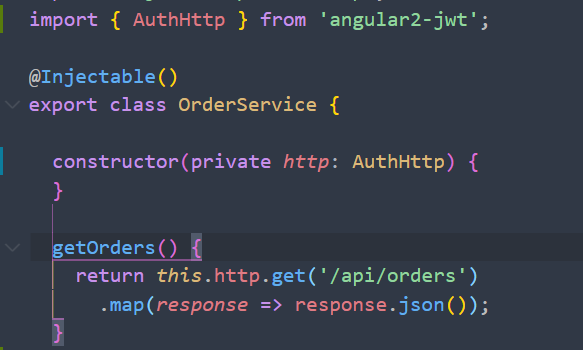 import { AuthHttp } from 'angular2-jwt';
@Injectable()
export class OrderService {
constructor(private http: AuthHttp) {
}
getOrders() {
return this.http.get('/api/orders')
.map(response => response.json());
}